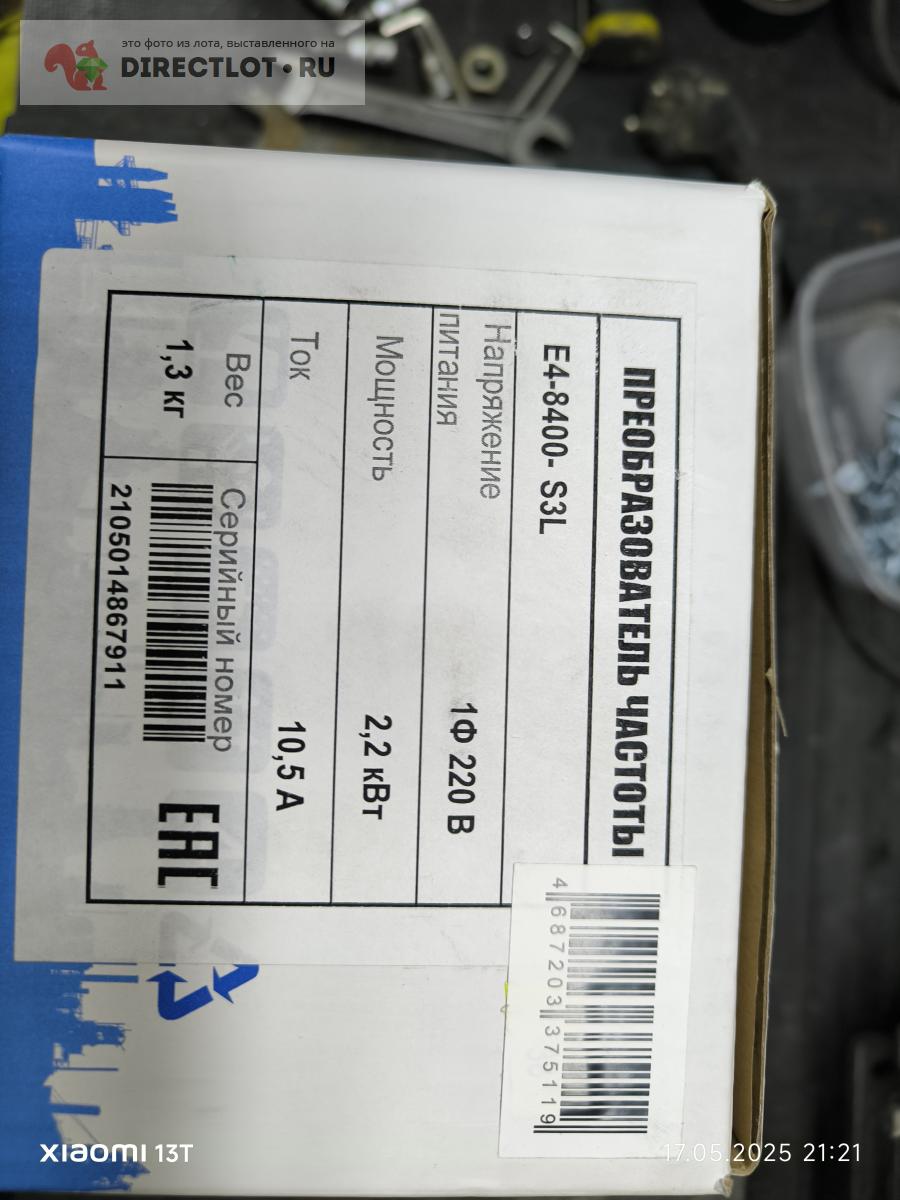 это фото из лота, выставленного на
DIRECTLOT•RU
ПРЕОБРАЗОВАТЕЛЬ ЧАСТОТЫ
E4-8400- S3L
Напряжение
питания
1Ф 220 В
Мощность
2,2 кВт
Ток
10,5 А
Вес
1,3 кг
Серийный номер
2105014867911
EAC
4 687203 375119
XIAOMI 13T
17.05.2025 21:21